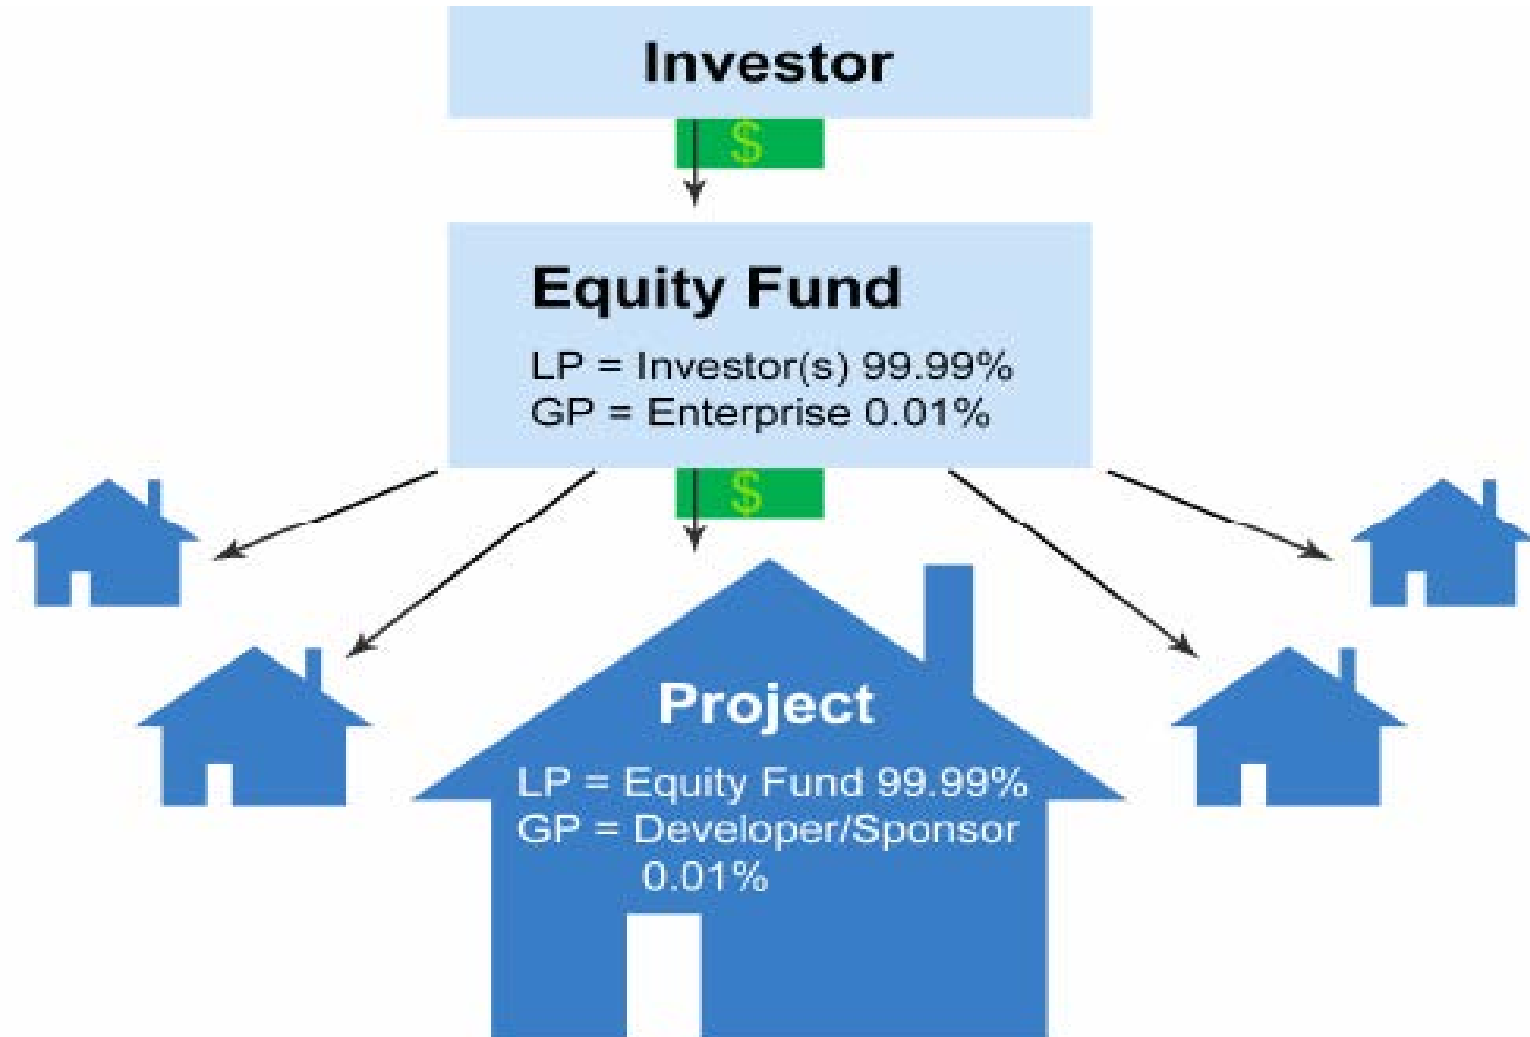 Investor
$
Equity Fund
LP = Investor(s) 99.99%
GP = Enterprise 0.01%
$
Project
LP = Equity Fund 99.99%
GP = Developer/Sponsor
0.01%